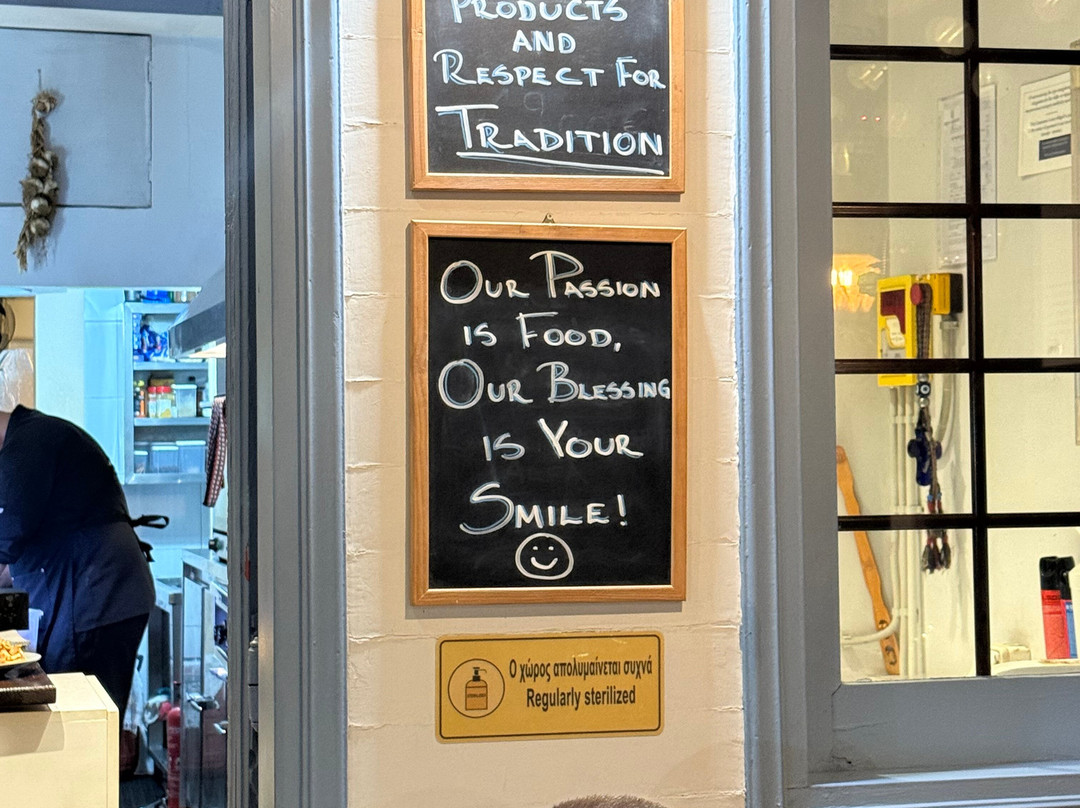 PRODUCTS
AND
RESPECT FOR
TRADITION
OUR PASSION
IS FOOD,
OUR BLESSING
IS YOUR
SMILE!
Ο χώρος απολυμαίνεται συχνά
Regularly sterilized